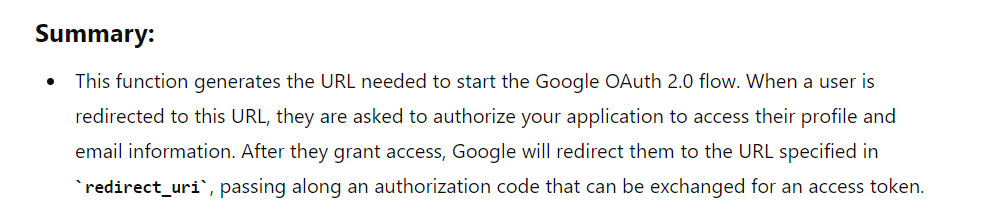 Summary:
• This function generates the URL needed to start the Google OAuth 2.0 flow. When a user is
redirected to this URL, they are asked to authorize your application to access their profile and
email information. After they grant access, Google will redirect them to the URL specified in
`redirect_uri`, passing along an authorization code that can be exchanged for an access token.